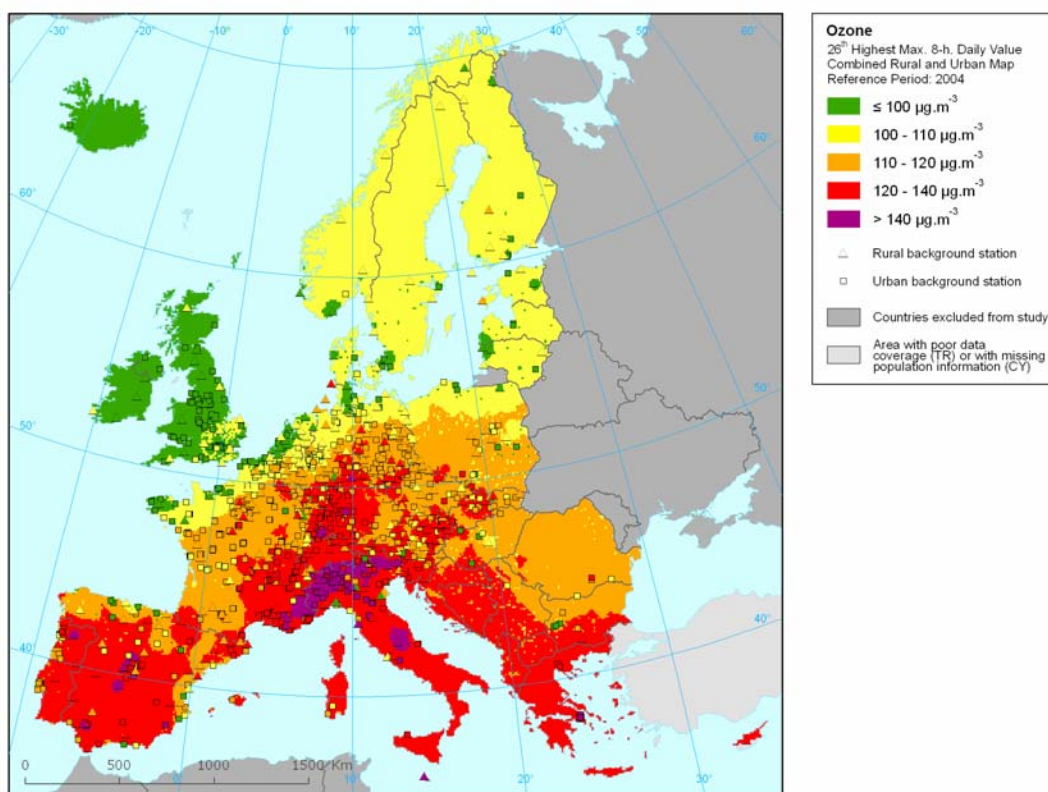 -30° -20° -10° 0° 10° 20° 30° 40° 50° 60°
60°
60°
50°
50°
40°
40°
0 500 1000 1500 Km
0° 10° 20° 30°
Ozone
26th Highest Max. 8-h. Daily Value
Combined Rural and Urban Map
Reference Period: 2004
≤ 100 µg.m-3
100 - 110 µg.m-3
110 - 120 µg.m-3
120 - 140 µg.m-3
> 140 µg.m-3
Rural background station
Urban background station
Countries excluded from study
Area with poor data
coverage (TR) or with missing
population information (CY)